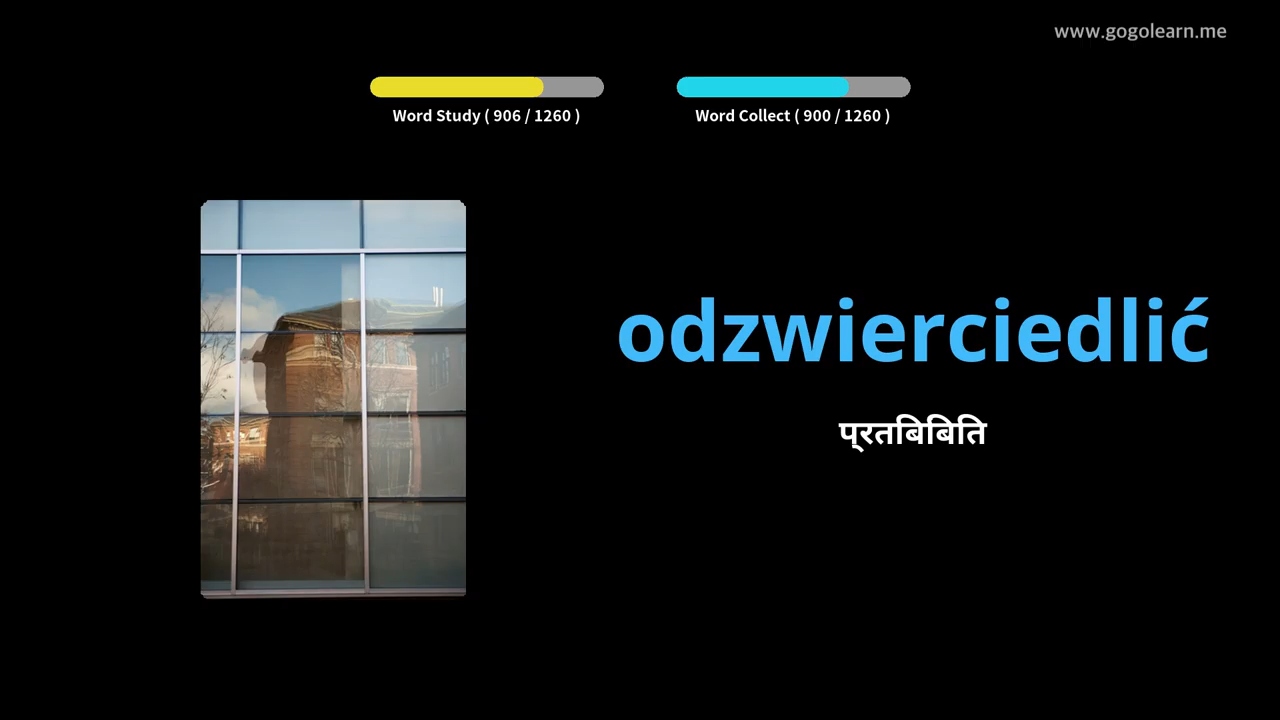 www.gogolearn.me
Word Study ( 906 / 1260 )
Word Collect ( 900 / 1260 )
odzwierciedlić
प्रतबिबिति